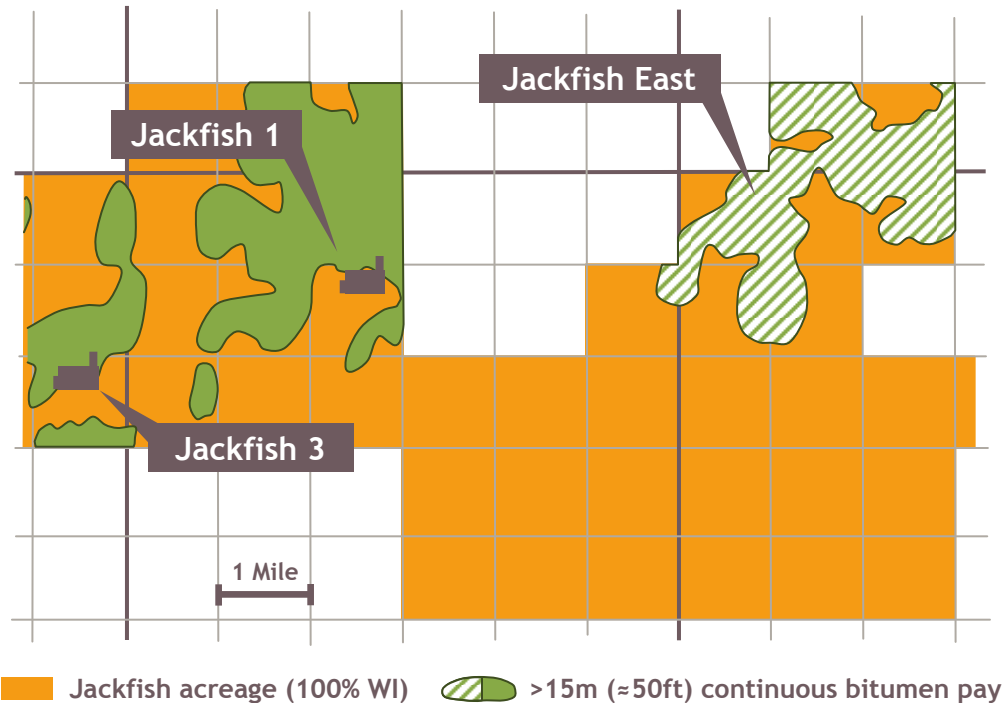 Jackfish East
Jackfish 1
Jackfish 3
1 Mile
Jackfish acreage (100% WI)
>15m (≈50ft) continuous bitumen pay